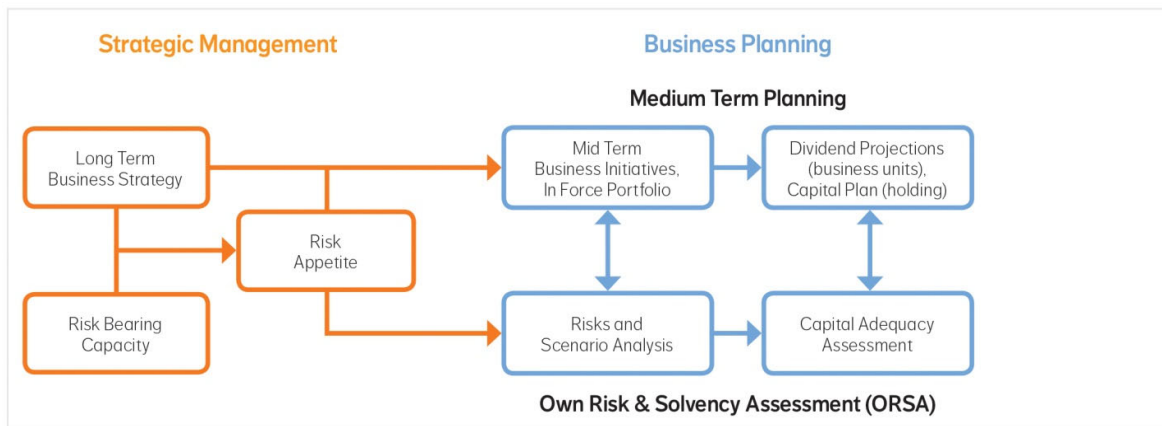 Strategic Management
Business Planning
Medium Term Planning
Long Term
Business Strategy
Mid Term
Business Initiatives,
In Force Portfolio
Dividend Projections
(business units),
Capital Plan (holding)
Risk
Appetite
Risk Bearing
Capacity
Risks and
Scenario Analysis
Capital Adequacy
Assessment
Own Risk & Solvency Assessment (ORSA)